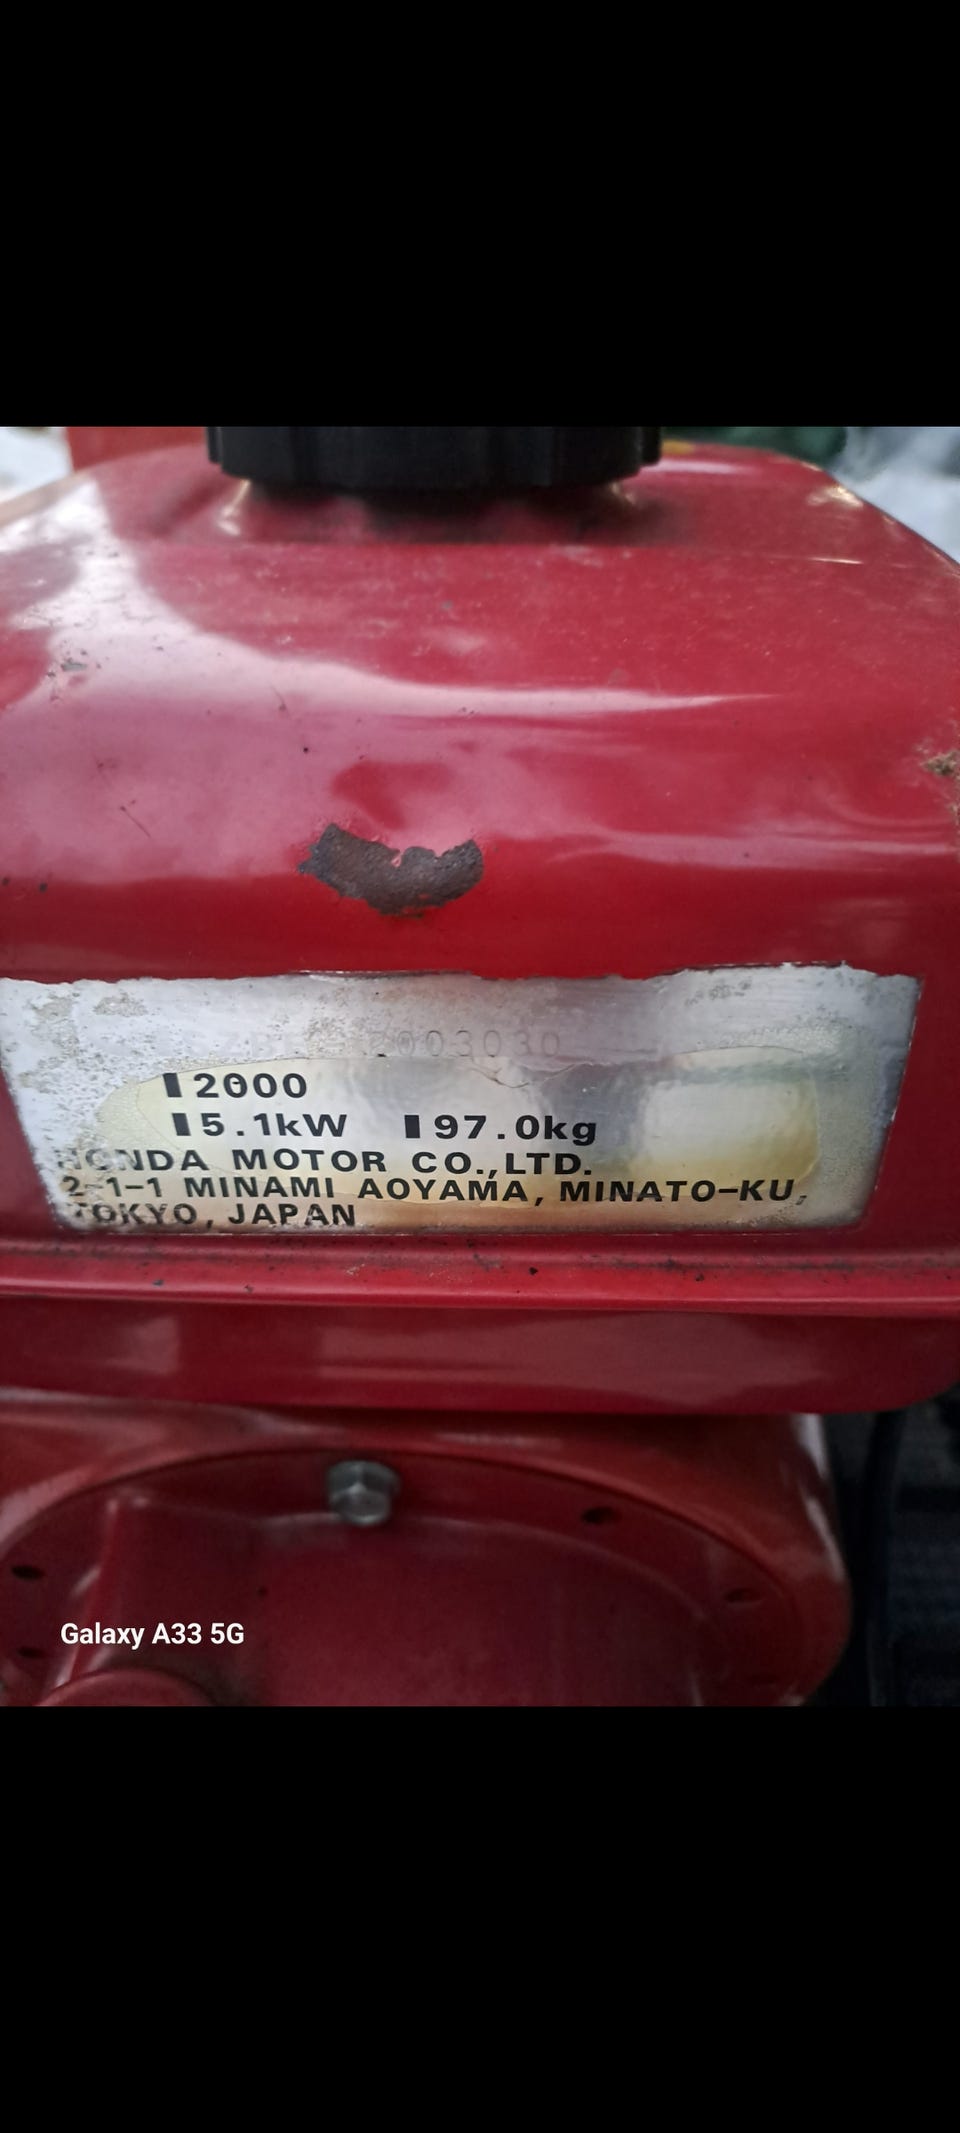 2000
5.1kW 97.0kg
HONDA MOTOR CO.,LTD.
2-1-1 MINAMI AOYAMA, MINATO-KU,
TOKYO, JAPAN
Galaxy A33 5G